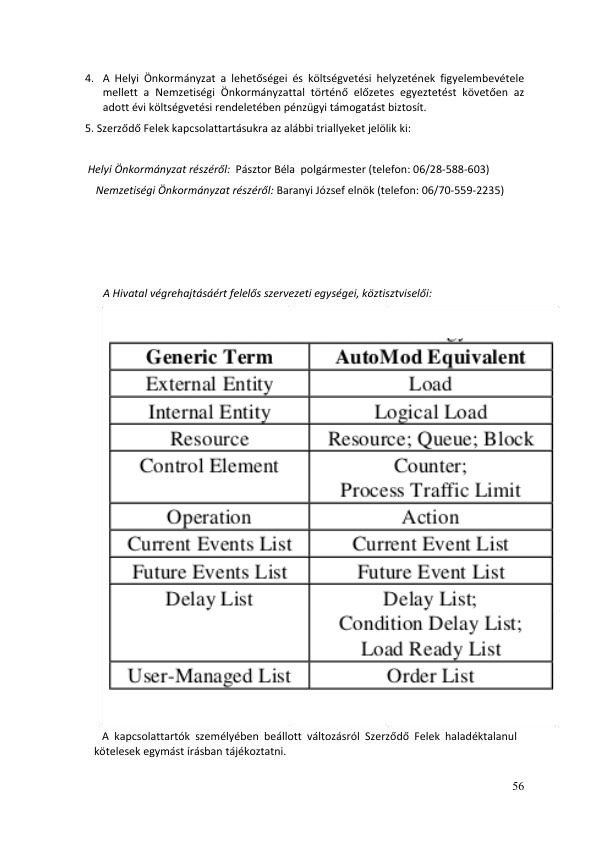 4. A Helyi Önkormányzat a lehetőségei és költségvetési helyzetének figyelembevétele
mellett a Nemzetiségi Önkormányzattal történő előzetes egyeztetést követően az
adott évi költségvetési rendeletében pénzügyi támogatást biztosít.
5. Szerződő Felek kapcsolattartásukra az alábbi triallyeket jelölik ki:
Helyi Önkormányzat részéről: Pásztor Béla polgármester (telefon: 06/28-588-603)
Nemzetiségi Önkormányzat részéről: Baranyi József elnök (telefon: 06/70-559-2235)
A Hivatal végrehajtásáért felelős szervezeti egységei, köztisztviselői:
Generic Term AutoMod Equivalent
External Entity Load
Internal Entity Logical Load
Resource Resource; Queue; Block
Control Element Counter;
Process Traffic Limit
Operation Action
Current Events List Current Event List
Future Events List Future Event List
Delay List Delay List;
Condition Delay List;
Load Ready List
User-Managed List Order List
A kapcsolattartók személyében beállott változásról Szerződő Felek haladéktalanul
kötelesek egymást írásban tájékoztatni.
56